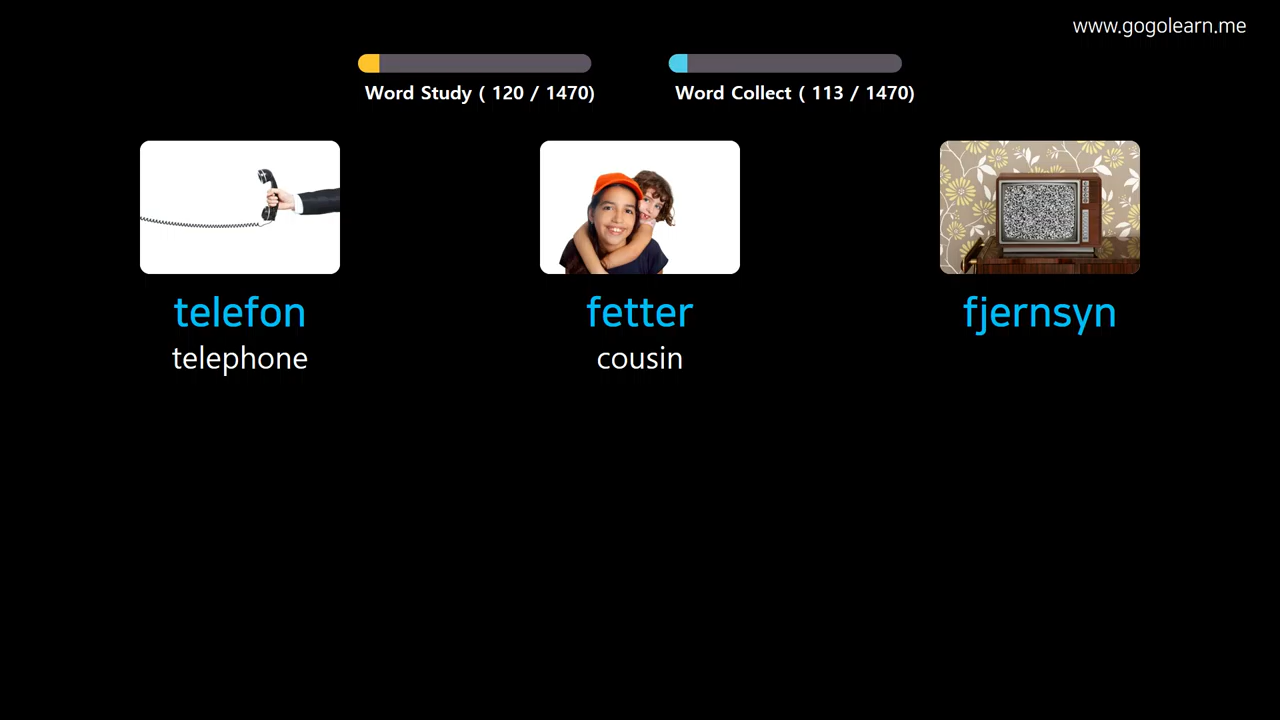 www.gogolearn.me
Word Study ( 120 / 1470)
Word Collect ( 113 / 1470)
telefon
telephone
fetter
cousin
fjernsyn